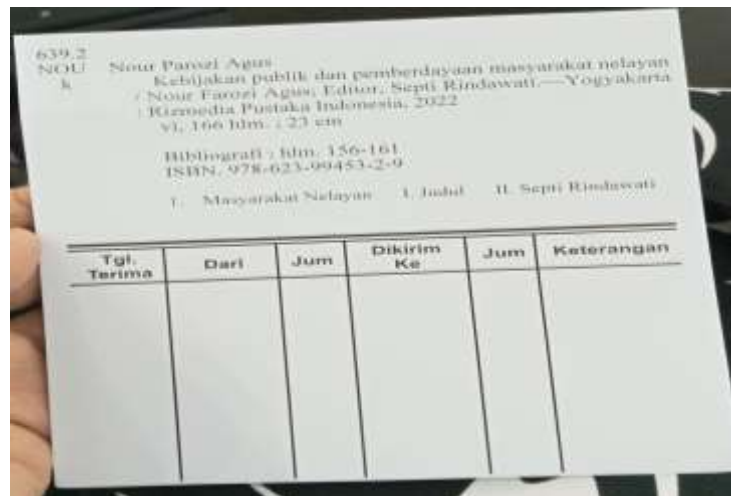 639.2
NOU
k
Nour Farozi Agus
Kebijakan publik dan pemberdayaan masyarakat nelayan
/ Nour Farozi Agus; Editor, Septi Rindawati.—Yogyakarta
: Rizmedia Pustaka Indonesia, 2022
vi, 166 hlm. ; 23 cm
Bibliografi : hlm. 156-161
ISBN. 978-623-99453-2-9
1. Masyarakat Nelayan I. Judul II. Septi Rindawati
Tgl. Terima Dari Jum Dikirim Ke Jum Keterangan